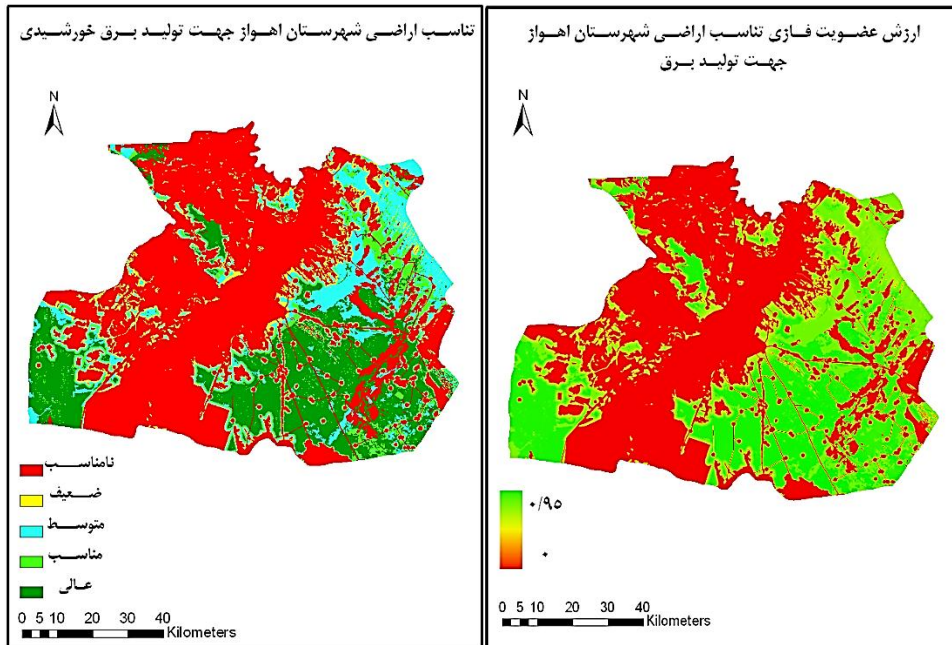 تناسب اراضی شهرستان اهواز جهت تولید برق خورشیدی
N
نامناسب
ضعیف
متوسط
مناسب
عالی
0 5 10 20 30 40
Kilometers
ارزش عضویت فازی تناسب اراضی شهرستان اهواز
جهت تولید برق
N
۰/۹۵
۰
0 5 10 20 30 40
Kilometers